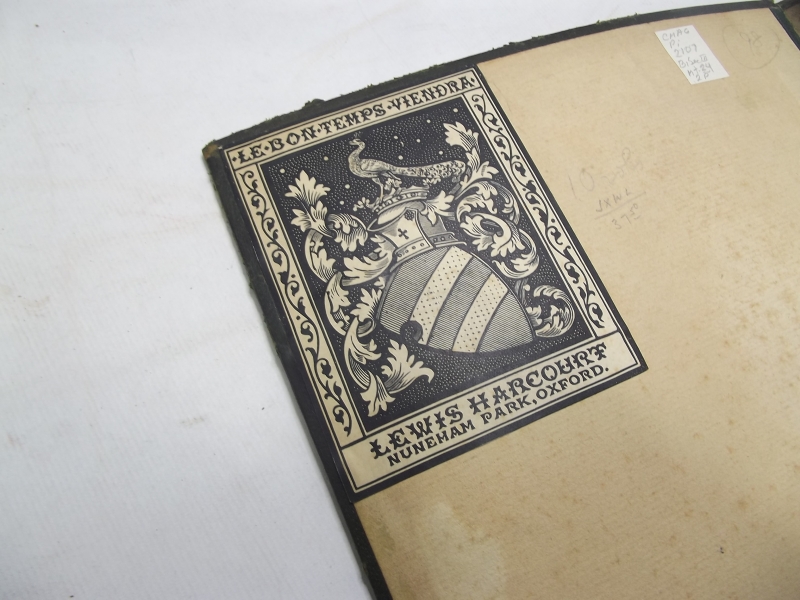 ·LE·BON·TEMPS·VIENDRA·
LEWIS HARCOURT
NUNEHAM PARK, OXFORD.